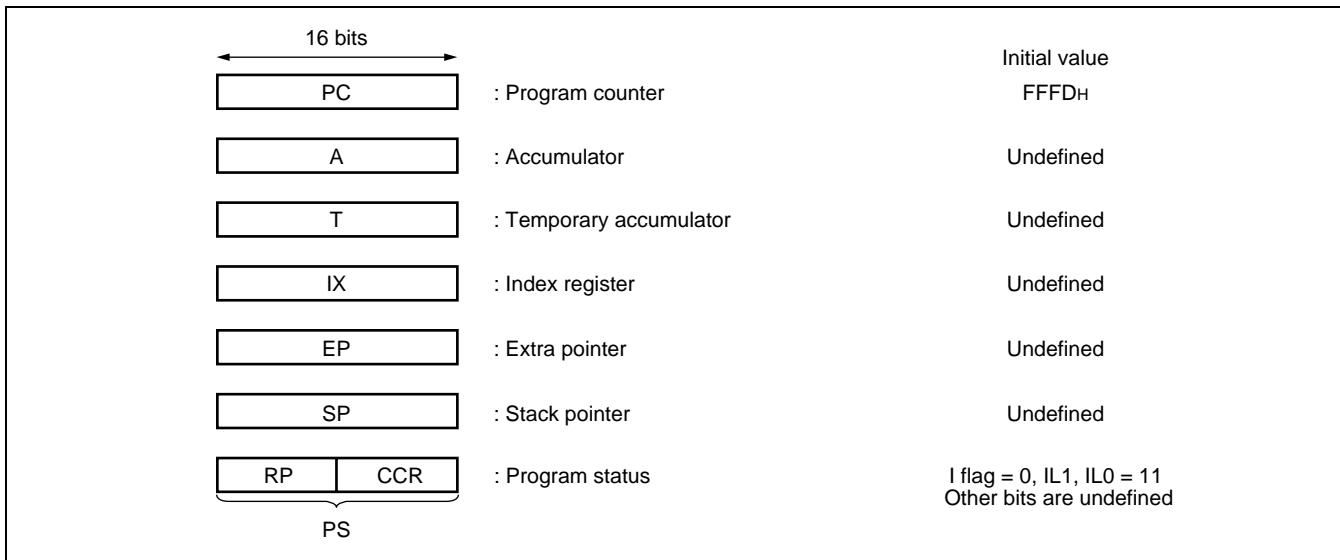 16 bits
Initial value
PC : Program counter FFFDH
A : Accumulator Undefined
T : Temporary accumulator Undefined
IX : Index register Undefined
EP : Extra pointer Undefined
SP : Stack pointer Undefined
RP CCR : Program status I flag = 0, IL1, IL0 = 11
Other bits are undefined
PS